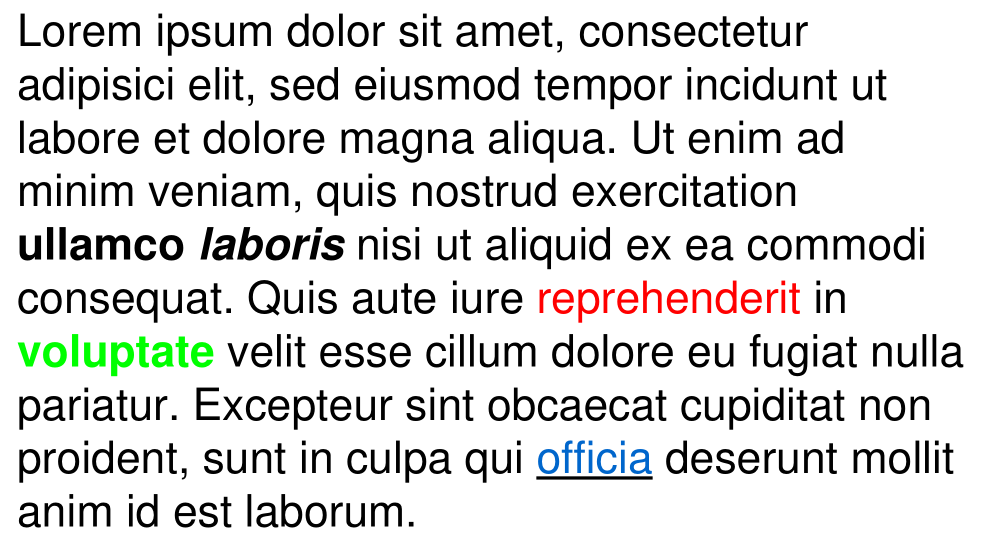 Lorem ipsum dolor sit amet, consectetur
adipisici elit, sed eiusmod tempor incidunt ut
labore et dolore magna aliqua. Ut enim ad
minim veniam, quis nostrud exercitation
ullamco laboris nisi ut aliquid ex ea commodi
consequat. Quis aute iure reprehenderit in
voluptate velit esse cillum dolore eu fugiat nulla
pariatur. Excepteur sint obcaecat cupiditat non
proident, sunt in culpa qui officia deserunt mollit
anim id est laborum.